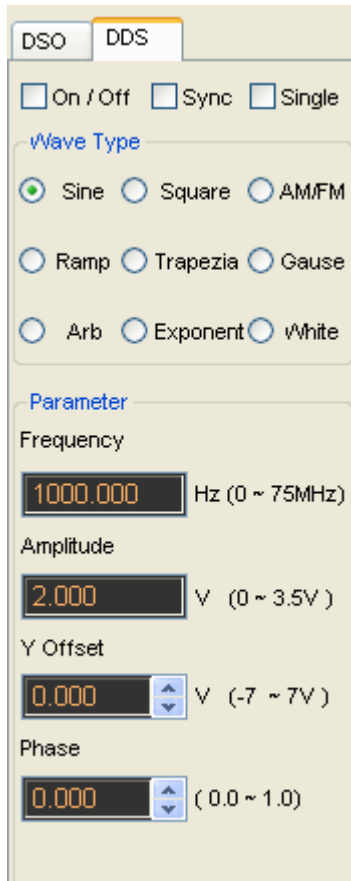 DSO DDS
On / Off Sync Single
Wave Type
Sine Square AM/FM
Ramp Trapezia Gause
Arb Exponent White
Parameter
Frequency
1000.000 Hz (0 ~ 75MHz)
Amplitude
2.000 V (0 ~ 3.5V )
Y Offset
0.000 V (-7 ~ 7V )
Phase
0.000 ( 0.0 ~ 1.0)